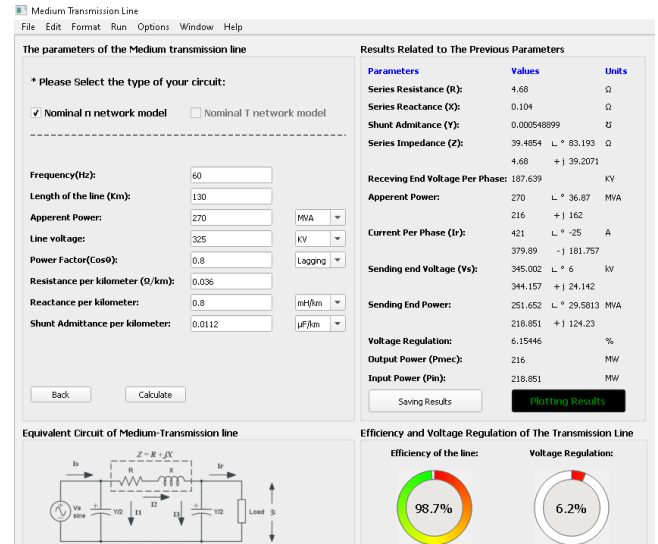 Medium Transmission Line
File Edit Format Run Options Window Help
The parameters of the Medium transmission line
* Please Select the type of your circuit:
Nominal π network model
Nominal T network model
Frequency(Hz): 60
Length of the line (Km): 130
Apperent Power: 270 MVA
Line voltage: 325 KV
Power Factor(Cosθ): 0.8 Lagging
Resistance per kilometer (Ω/km): 0.036
Reactance per kilometer: 0.8 mH/km
Shunt Admittance per kilometer: 0.0112 μF/km
Back Calculate
Results Related to The Previous Parameters
Parameters Values Units
Series Resistance (R): 4.68 Ω
Series Reactance (X): 0.104 Ω
Shunt Admitance (Y): 0.000548899 ℧
Series Impedance (Z): 39.4854 ∟ ° 83.193 Ω
4.68 + j 39.2071
Receving End Voltage Per Phase: 187.639 KV
Apperent Power: 270 ∟ ° 36.87 MVA
216 + j 162
Current Per Phase (Ir): 421 ∟ ° -25 A
379.89 - j 181.757
Sending end Voltage (Vs): 345.002 ∟ ° 6 kV
344.157 + j 24.142
Sending End Power: 251.652 ∟ ° 29.5813 MVA
218.851 + j 124.23
Voltage Regulation: 6.15446 %
Output Power (Pmec): 216 MW
Input Power (Pin): 218.851 MW
Saving Results Plotting Results
Equivalent Circuit of Medium-Transmission line
Z = R + jX
Is R X Ir
Vs
sine
Y/2 I1 I2 I3 Y/2 Load
Efficiency and Voltage Regulation of The Transmission Line
Efficiency of the line: Voltage Regulation:
98.7% 6.2%